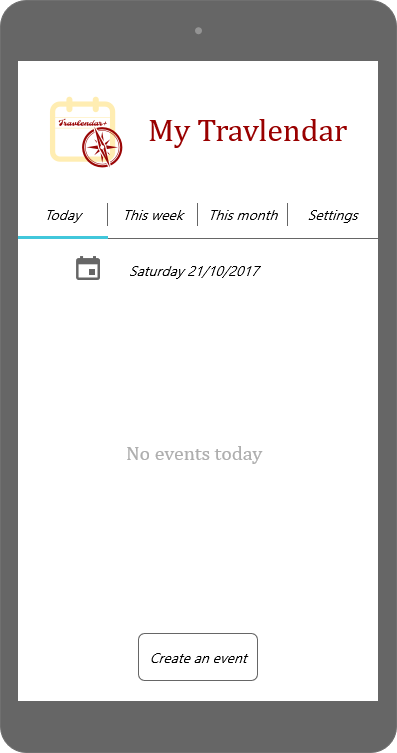 Travlendar+
My Travlendar
Today
This week
This month
Settings
Saturday 21/10/2017
No events today
Create an event